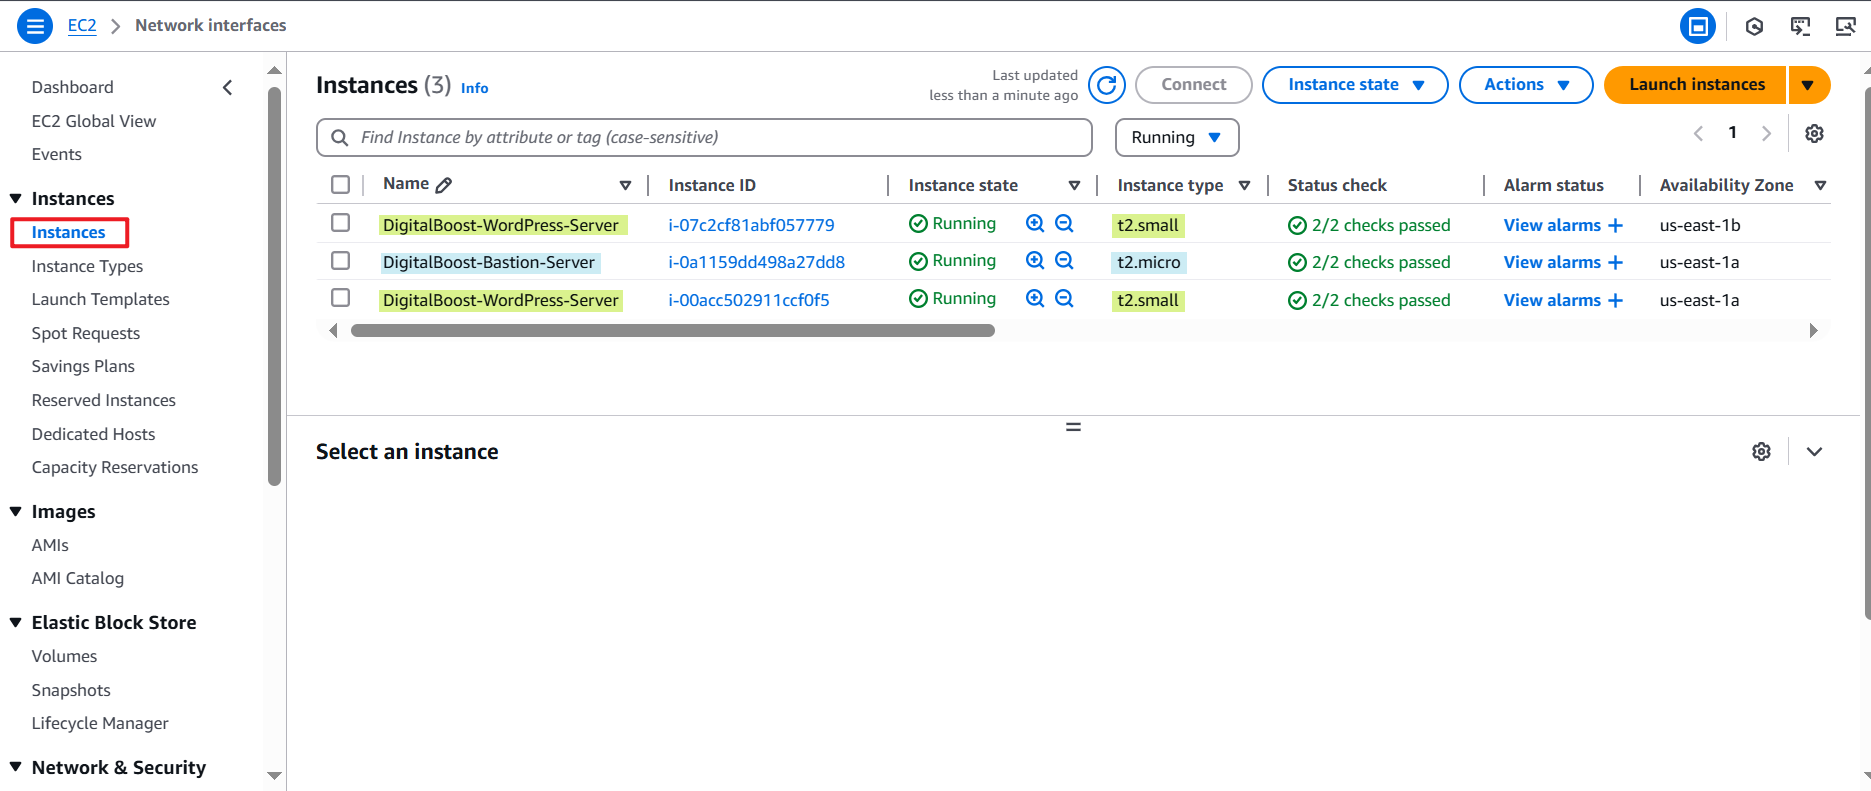 EC2 > Network interfaces
Dashboard
EC2 Global View
Events
Instances
Instances
Instance Types
Launch Templates
Spot Requests
Savings Plans
Reserved Instances
Dedicated Hosts
Capacity Reservations
Images
AMIs
AMI Catalog
Elastic Block Store
Volumes
Snapshots
Lifecycle Manager
Network & Security
Instances (3) Info
Last updated
less than a minute ago
Connect
Instance state
Actions
Launch instances
Find Instance by attribute or tag (case-sensitive)
Running
1
Name Instance ID Instance state Instance type Status check Alarm status Availability Zone
DigitalBoost-WordPress-Server i-07c2cf81abf057779 Running t2.small 2/2 checks passed View alarms + us-east-1b
DigitalBoost-Bastion-Server i-0a1159dd498a27dd8 Running t2.micro 2/2 checks passed View alarms + us-east-1a
DigitalBoost-WordPress-Server i-00acc502911ccf0f5 Running t2.small 2/2 checks passed View alarms + us-east-1a
Select an instance